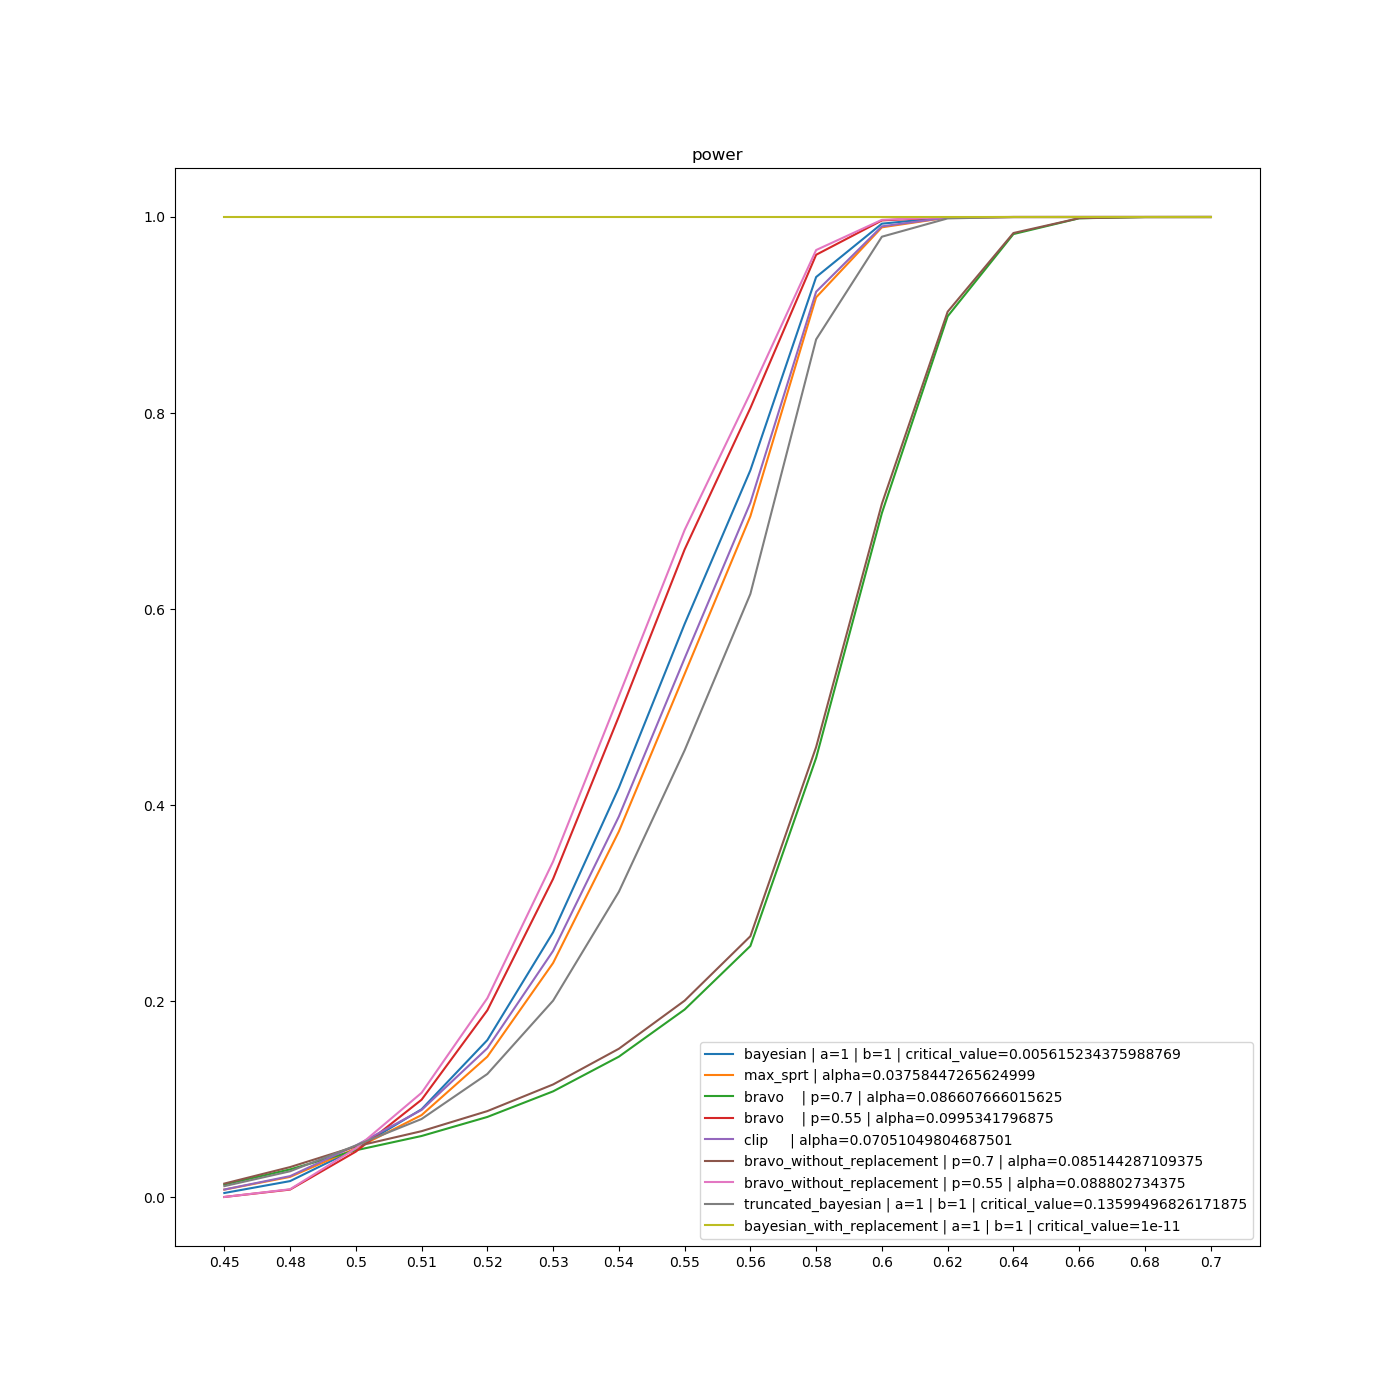 power
1.0
0.8
0.6
0.4
0.2
0.0
bayesian | a=1 | b=1 | critical_value=0.005615234375988769
max_sprt | alpha=0.03758447265624999
bravo    | p=0.7 | alpha=0.086607666015625
bravo    | p=0.55 | alpha=0.0995341796875
clip     | alpha=0.07051049804687501
bravo_without_replacement | p=0.7 | alpha=0.085144287109375
bravo_without_replacement | p=0.55 | alpha=0.088802734375
truncated_bayesian | a=1 | b=1 | critical_value=0.13599496826171875
bayesian_with_replacement | a=1 | b=1 | critical_value=1e-11
0.45 0.48 0.5 0.51 0.52 0.53 0.54 0.55 0.56 0.58 0.6 0.62 0.64 0.66 0.68 0.7